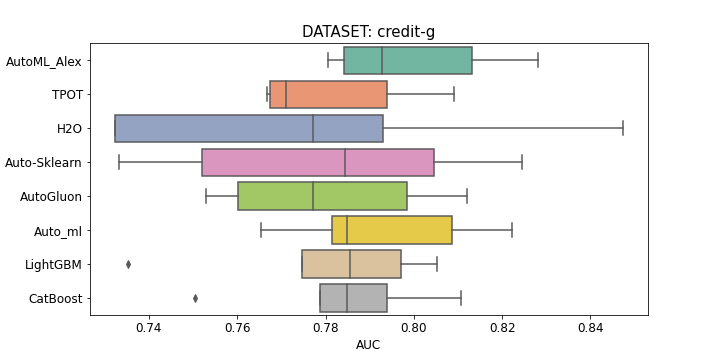 DATASET: credit-g
AutoML_Alex
TPOT
H2O
Auto-Sklearn
AutoGluon
Auto_ml
LightGBM
CatBoost
0.74 0.76 0.78 0.80 0.82 0.84
AUC